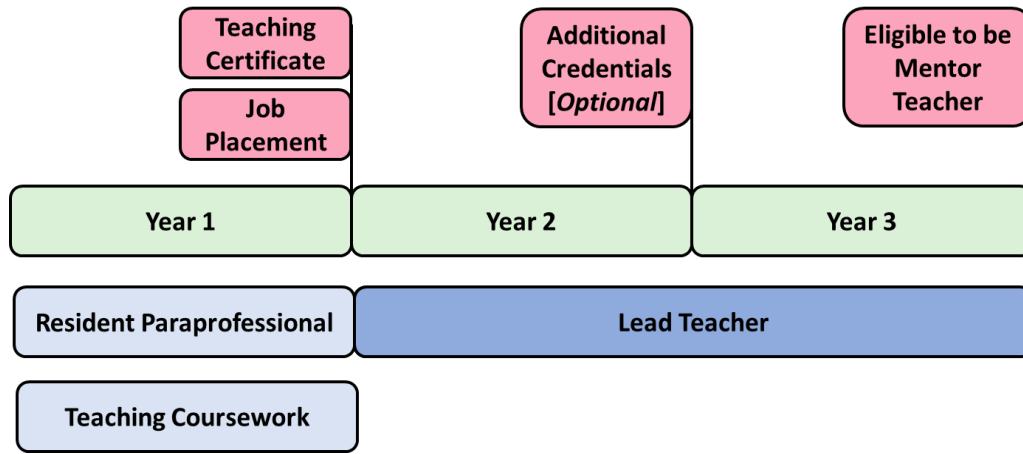 Teaching
Certificate
Job
Placement
Additional
Credentials
[Optional]
Eligible to be
Mentor
Teacher
Year 1
Year 2
Year 3
Resident Paraprofessional
Lead Teacher
Teaching Coursework